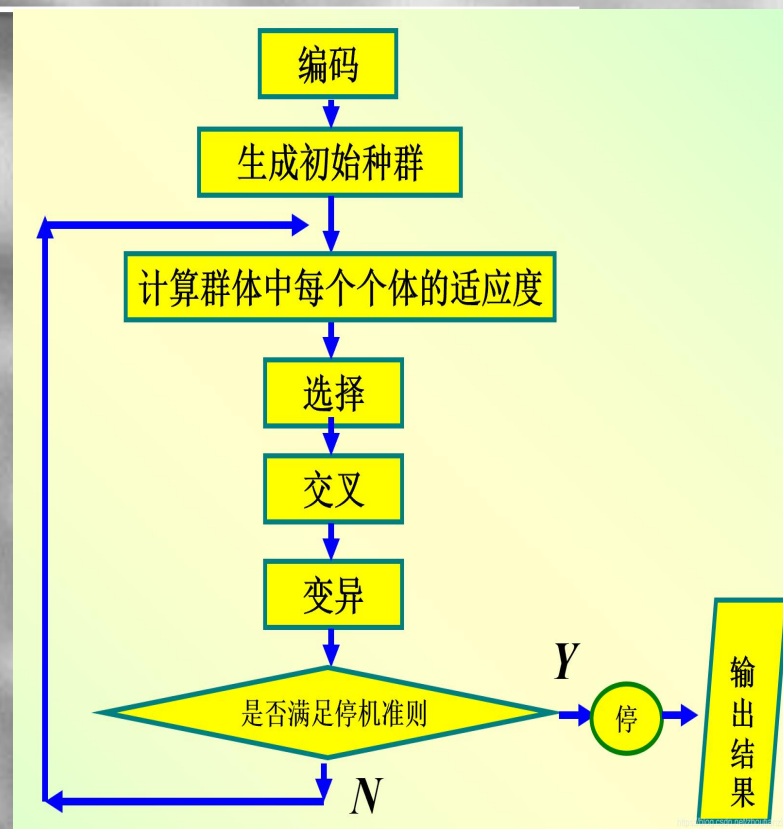 编码
生成初始种群
计算群体中每个个体的适应度
选择
交叉
变异
是否满足停机准则
Y
停
输出结果
N